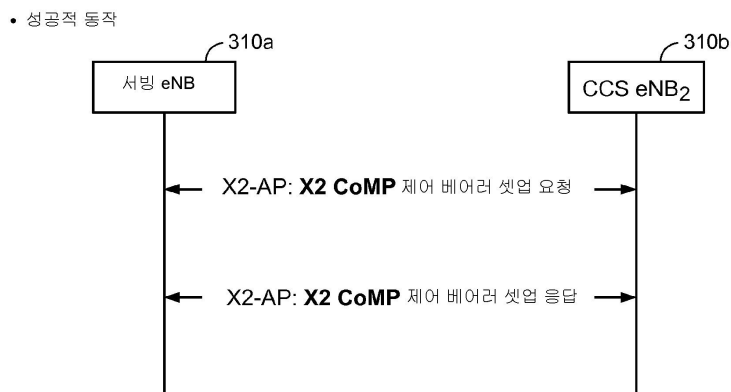 • 성공적 동작
310a
310b
서빙 eNB
CCS eNB2
X2-AP: X2 CoMP 제어 베어러 셋업 요청
X2-AP: X2 CoMP 제어 베어러 셋업 응답